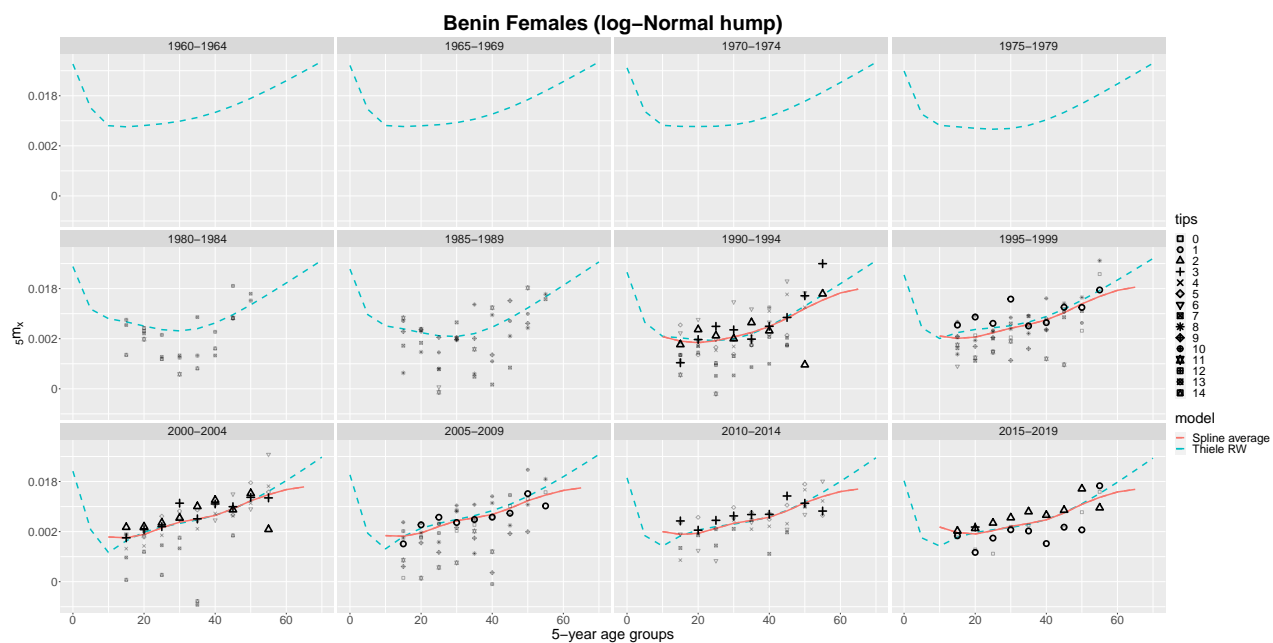 Benin Females (log−Normal hump)
1960−1964 1965−1969 1970−1974 1975−1979
0.018
0.002
0
1980−1984 1985−1989 1990−1994 1995−1999
0.018
0.002
0
2000−2004 2005−2009 2010−2014 2015−2019
0.018
0.002
0
0 20 40 60 0 20 40 60 0 20 40 60 0 20 40 60
5−year age groups
5mx
tips
0
1
2
3
4
5
6
7
8
9
10
11
12
13
14
model
Spline average
Thiele RW